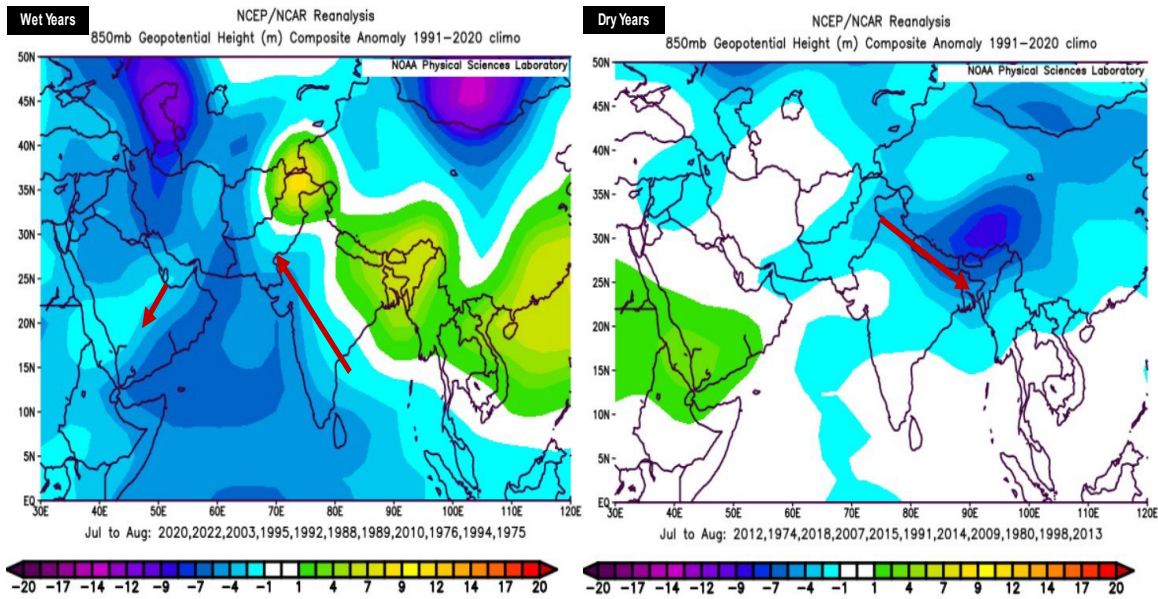 Wet Years
NCEP/NCAR Reanalysis
850mb Geopotential Height (m) Composite Anomaly 1991-2020 climo
NOAA Physical Sciences Laboratory
50N
45N
40N
35N
30N
25N
20N
15N
10N
5N
EQ
30E 40E 50E 60E 70E 80E 90E 100E 110E 120E
Jul to Aug: 2020,2022,2003,1995,1992,1988,1989,2010,1976,1994,1975
-20 -17 -14 -12 -9 -7 -4 -2 -1 1 4 7 9 12 14 17 20
Dry Years
NCEP/NCAR Reanalysis
850mb Geopotential Height (m) Composite Anomaly 1991-2020 climo
NOAA Physical Sciences Laboratory
50N
45N
40N
35N
30N
25N
20N
15N
10N
5N
EQ
30E 40E 50E 60E 70E 80E 90E 100E 110E 120E
Jul to Aug: 2012,1974,2018,2007,2015,1991,2014,2009,1980,1998,2013
-20 -17 -14 -12 -9 -7 -4 -2 -1 1 4 7 9 12 14 17 20